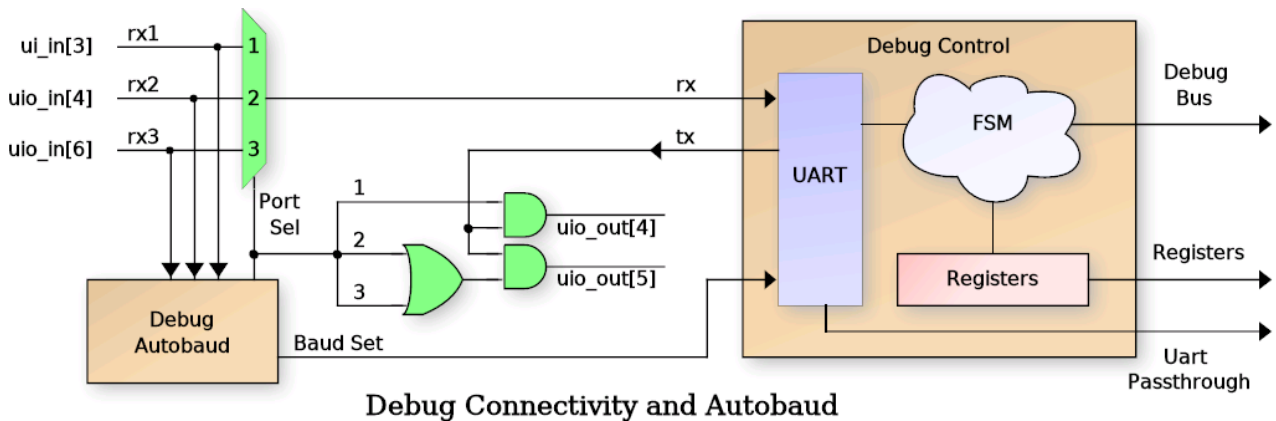 ui_in[3]
rx1
uio_in[4]
rx2
uio_in[6]
rx3
1
2
3
Port
Sel
1
2
3
uio_out[4]
uio_out[5]
rx
tx
Debug
Autobaud
Baud Set
Debug Control
UART
FSM
Registers
Debug
Bus
Registers
Uart
Passthrough
Debug Connectivity and Autobaud